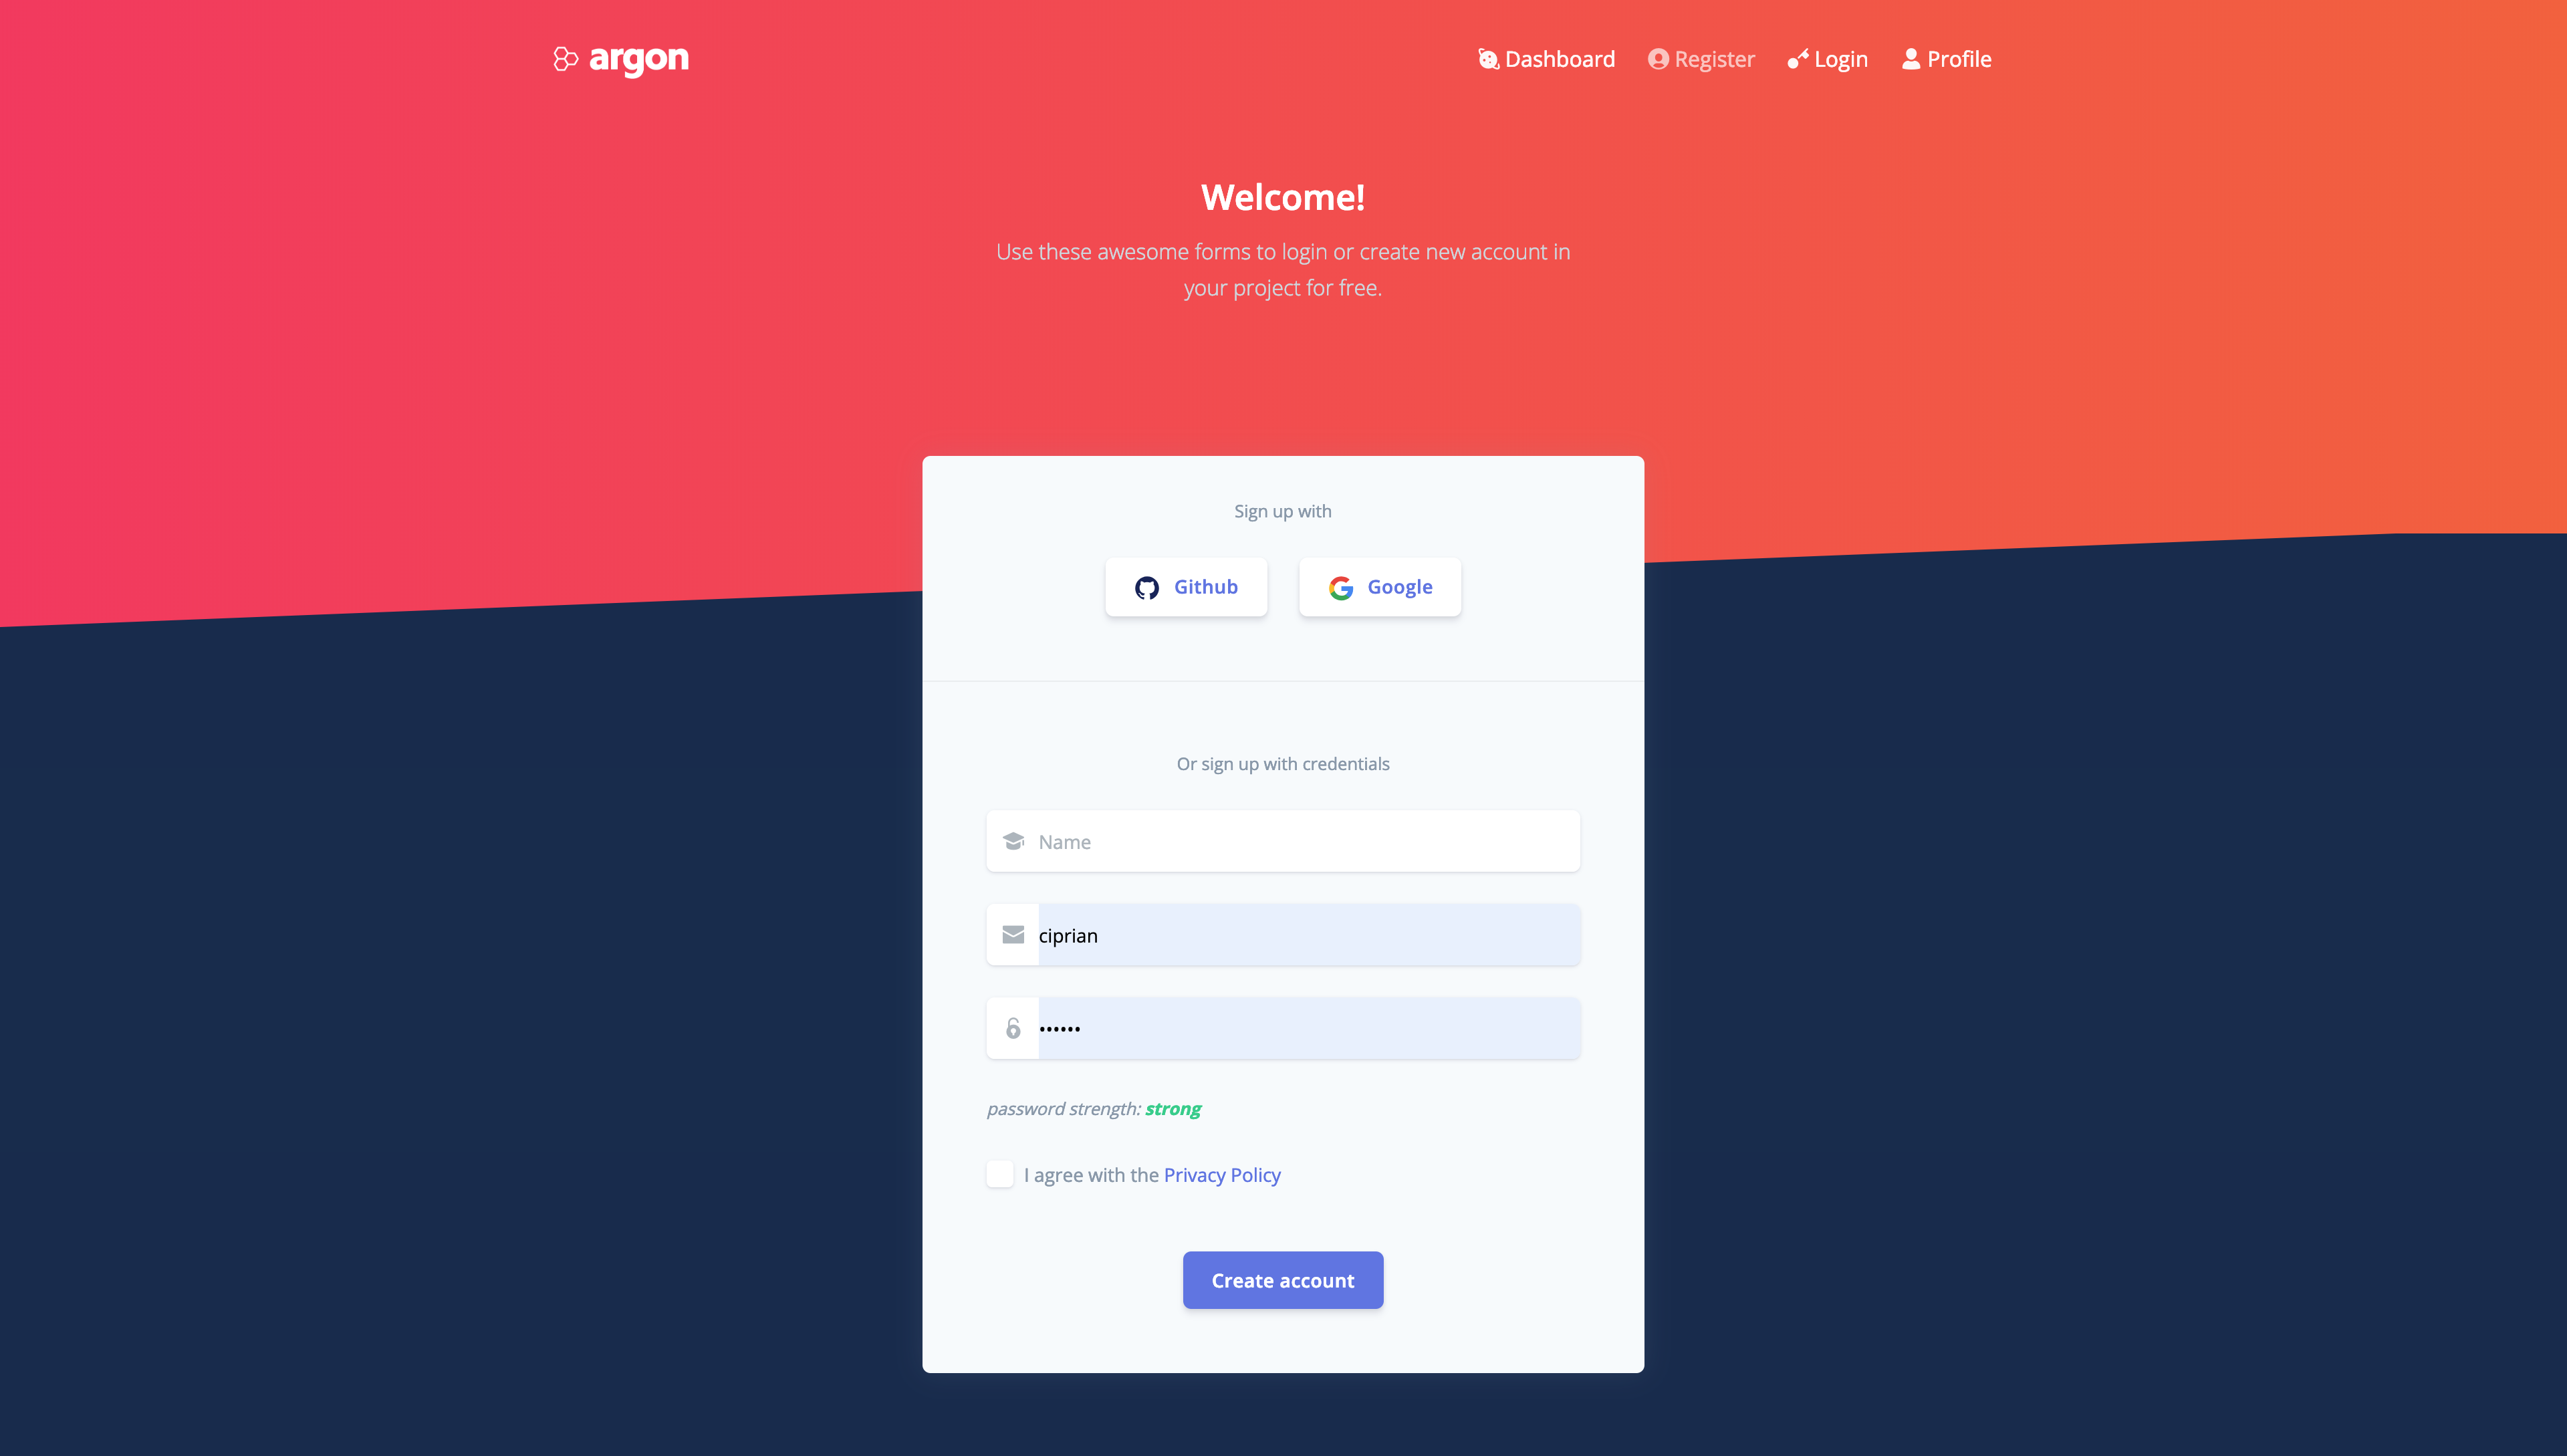 argon
Dashboard Register Login Profile
Welcome!
Use these awesome forms to login or create new account in
your project for free.
Sign up with
Github Google
Or sign up with credentials
Name
ciprian
••••••
password strength: strong
I agree with the Privacy Policy
Create account